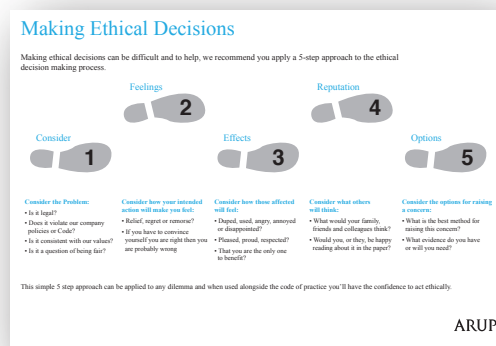 Making Ethical Decisions
Making ethical decisions can be difficult and to help, we recommend you apply a 5-step approach to the ethical
decision making process.
Feelings
Reputation
2
4
Consider
Effects
Options
1
3
5
Consider the Problem:
• Is it legal?
• Does it violate our company
policies or Code?
• Is it consistent with our values?
• Is it a question of being fair?
Consider how your intended
action will make you feel:
• Relief, regret or remorse?
• If you have to convince
yourself you are right then you
are probably wrong
Consider how those affected
will feel:
• Duped, used, angry, annoyed
or disappointed?
• Pleased, proud, respected?
• That you are the only one
to benefit?
Consider what others
will think:
• What would your family,
friends and colleagues think?
• Would you, or they, be happy
reading about it in the paper?
Consider the options for raising
a concern:
• What is the best method for
raising this concern?
• What evidence do you have
or will you need?
This simple 5 step approach can be applied to any dilemma and when used alongside the code of practice you'll have the confidence to act ethically.
ARUP